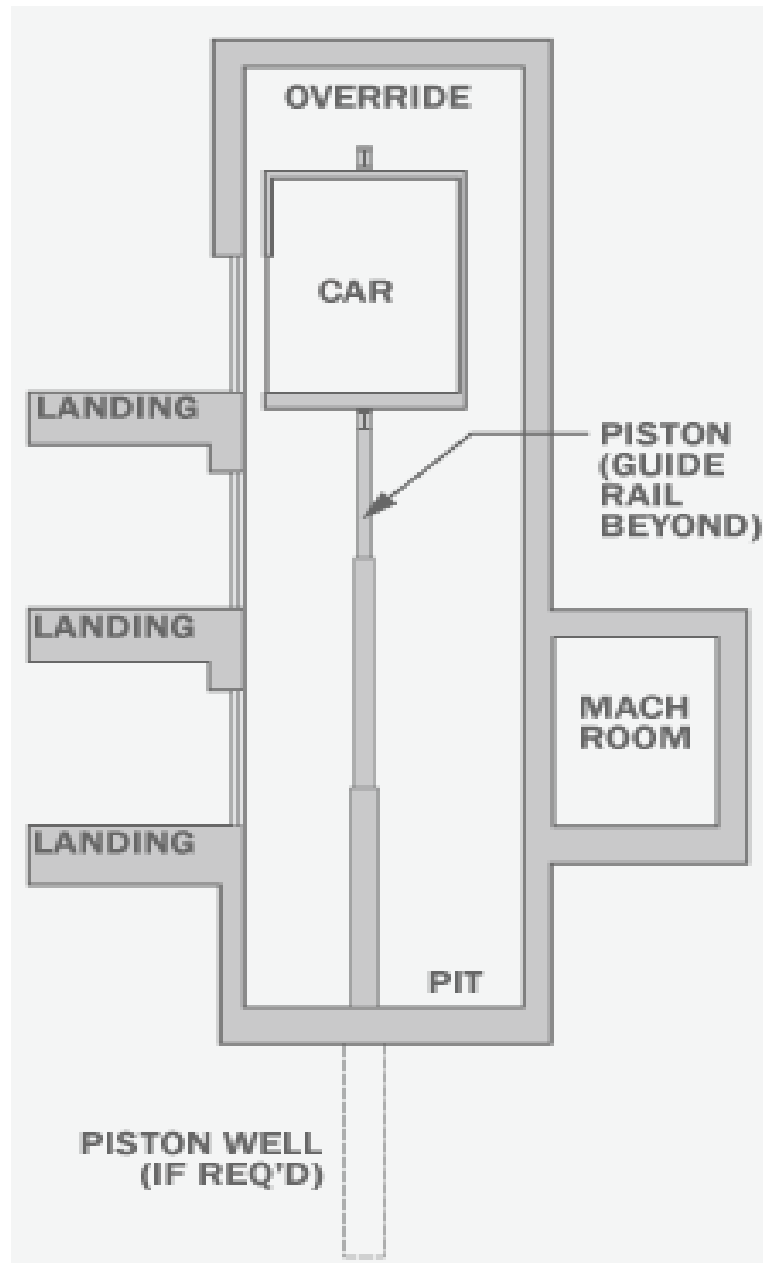 OVERRIDE
CAR
LANDING
PISTON
(GUIDE
RAIL
BEYOND)
LANDING
MACH
ROOM
LANDING
PIT
PISTON WELL
(IF REQ'D)